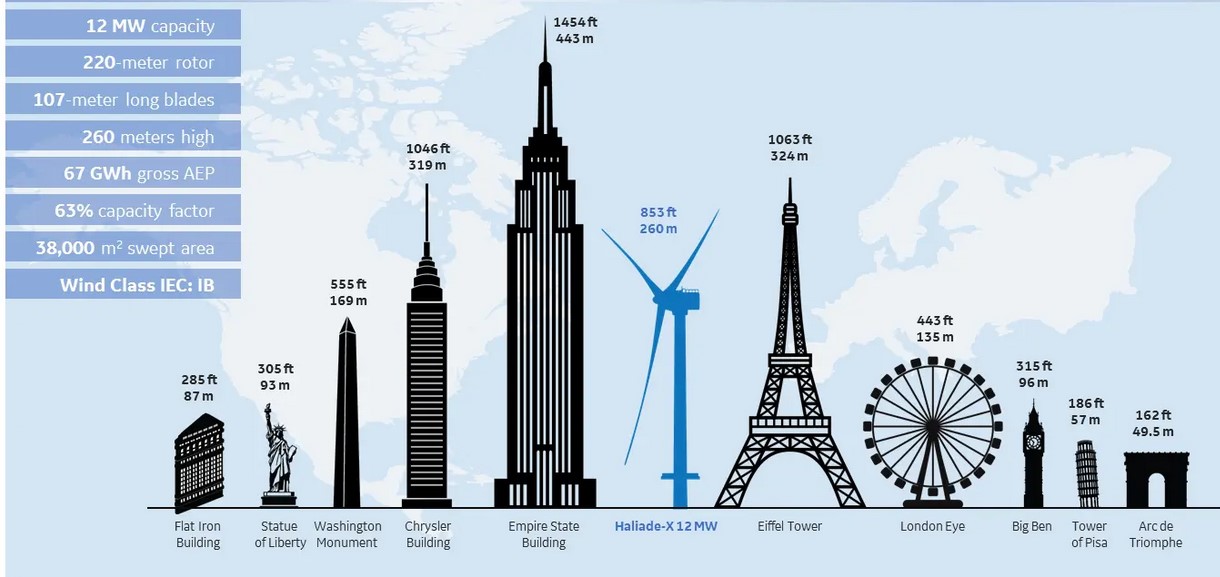 12 MW capacity
220-meter rotor
107-meter long blades
260 meters high
67 GWh gross AEP
63% capacity factor
38,000 m² swept area
Wind Class IEC: IB
285 ft
87 m
305 ft
93 m
555 ft
169 m
1046 ft
319 m
1454 ft
443 m
853 ft
260 m
1063 ft
324 m
443 ft
135 m
315 ft
96 m
186 ft
57 m
162 ft
49.5 m
Flat Iron
Building
Statue
of Liberty
Washington
Monument
Chrysler
Building
Empire State
Building
Haliade-X 12 MW
Eiffel Tower
London Eye
Big Ben
Tower
of Pisa
Arc de
Triomphe